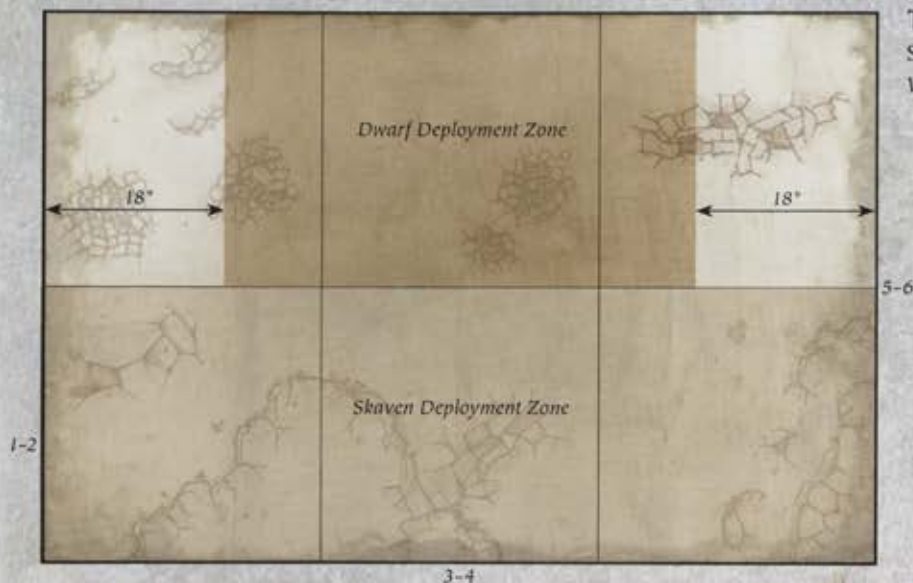 Dwarf Deployment Zone
18"
18"
5-6
Skaven Deployment Zone
1-2
3-4